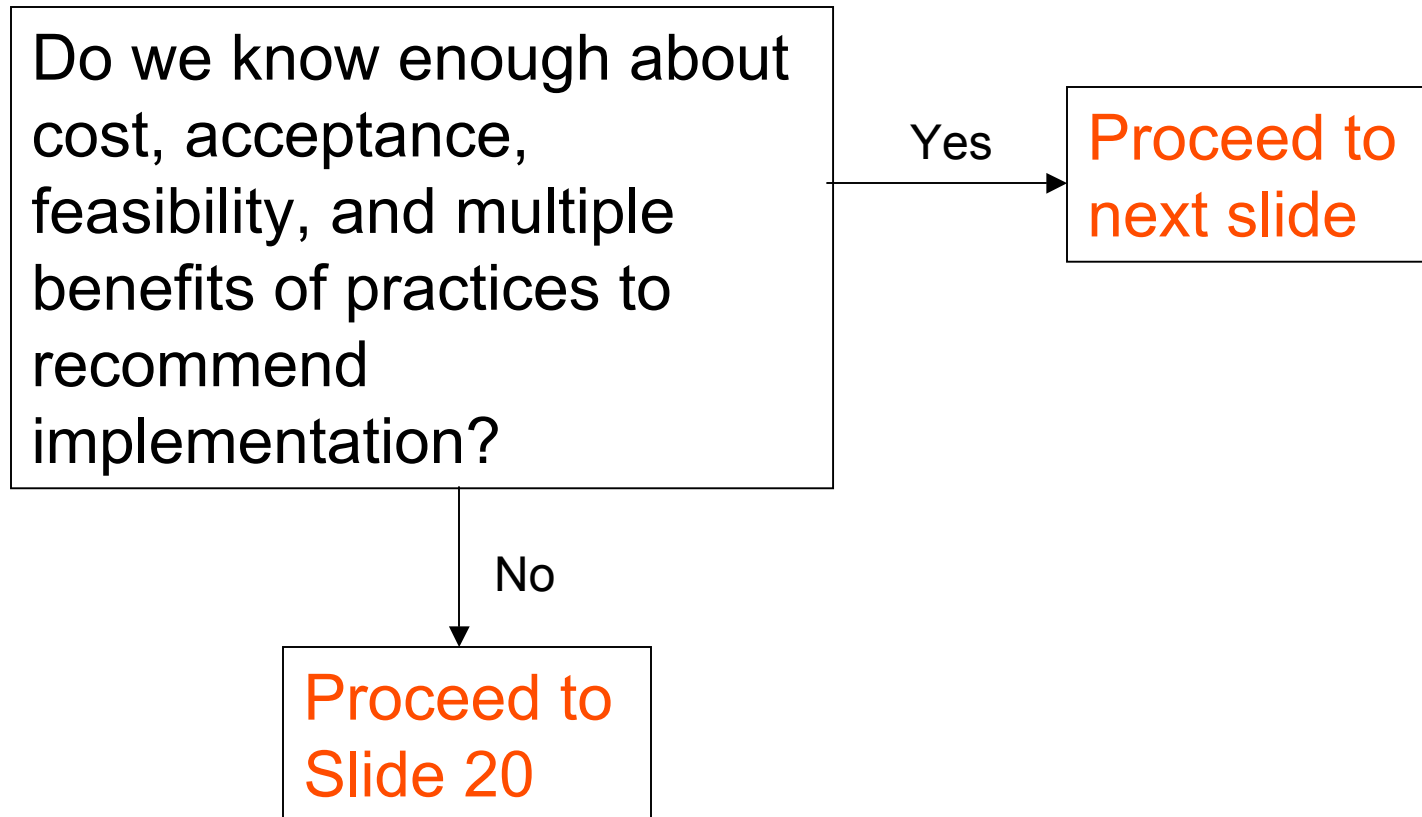 Do we know enough about
cost, acceptance,
feasibility, and multiple
benefits of practices to
recommend
implementation?
Yes
Proceed to
next slide
No
Proceed to
Slide 20